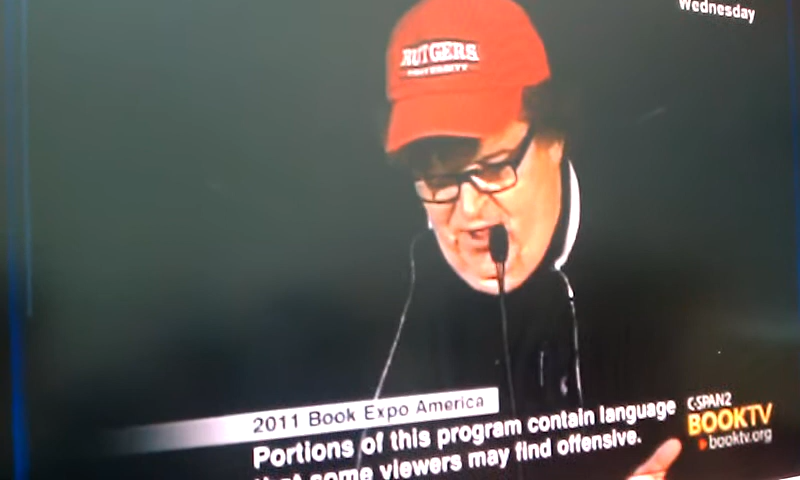 Wednesday
RUTGERS
UNIVERSITY
2011 Book Expo America
Portions of this program contain language
that some viewers may find offensive.
C-SPAN2
BOOKTV
booktv.org